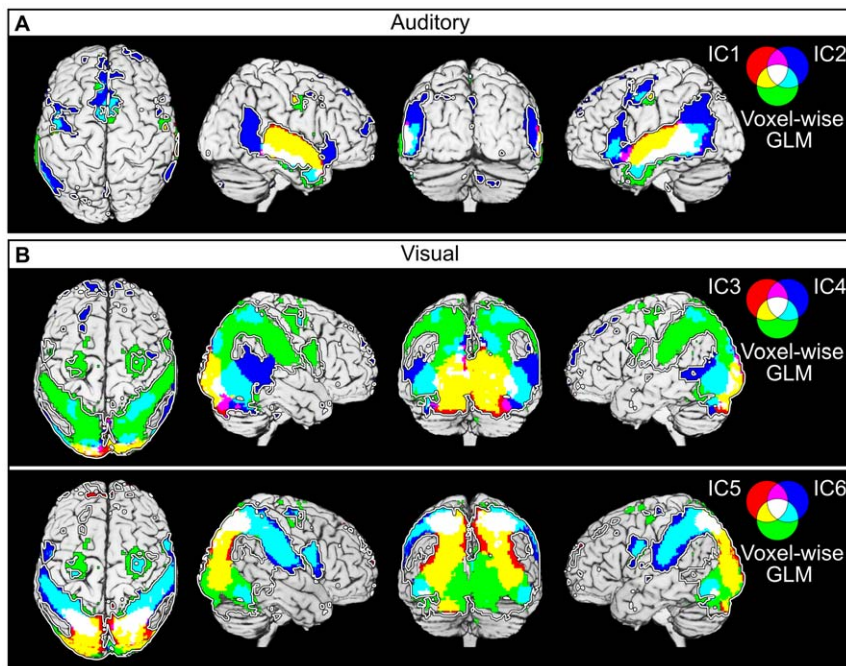 A
Auditory
IC1 IC2
Voxel-wise
GLM
B
Visual
IC3 IC4
Voxel-wise
GLM
IC5 IC6
Voxel-wise
GLM